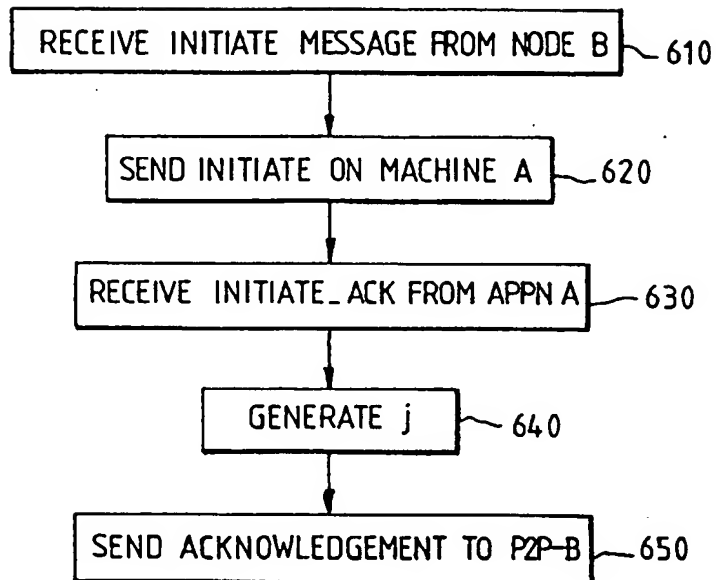 RECEIVE INITIATE MESSAGE FROM NODE B 610
SEND INITIATE ON MACHINE A 620
RECEIVE INITIATE_ACK FROM APPN A 630
GENERATE j 640
SEND ACKNOWLEDGEMENT TO P2P-B 650